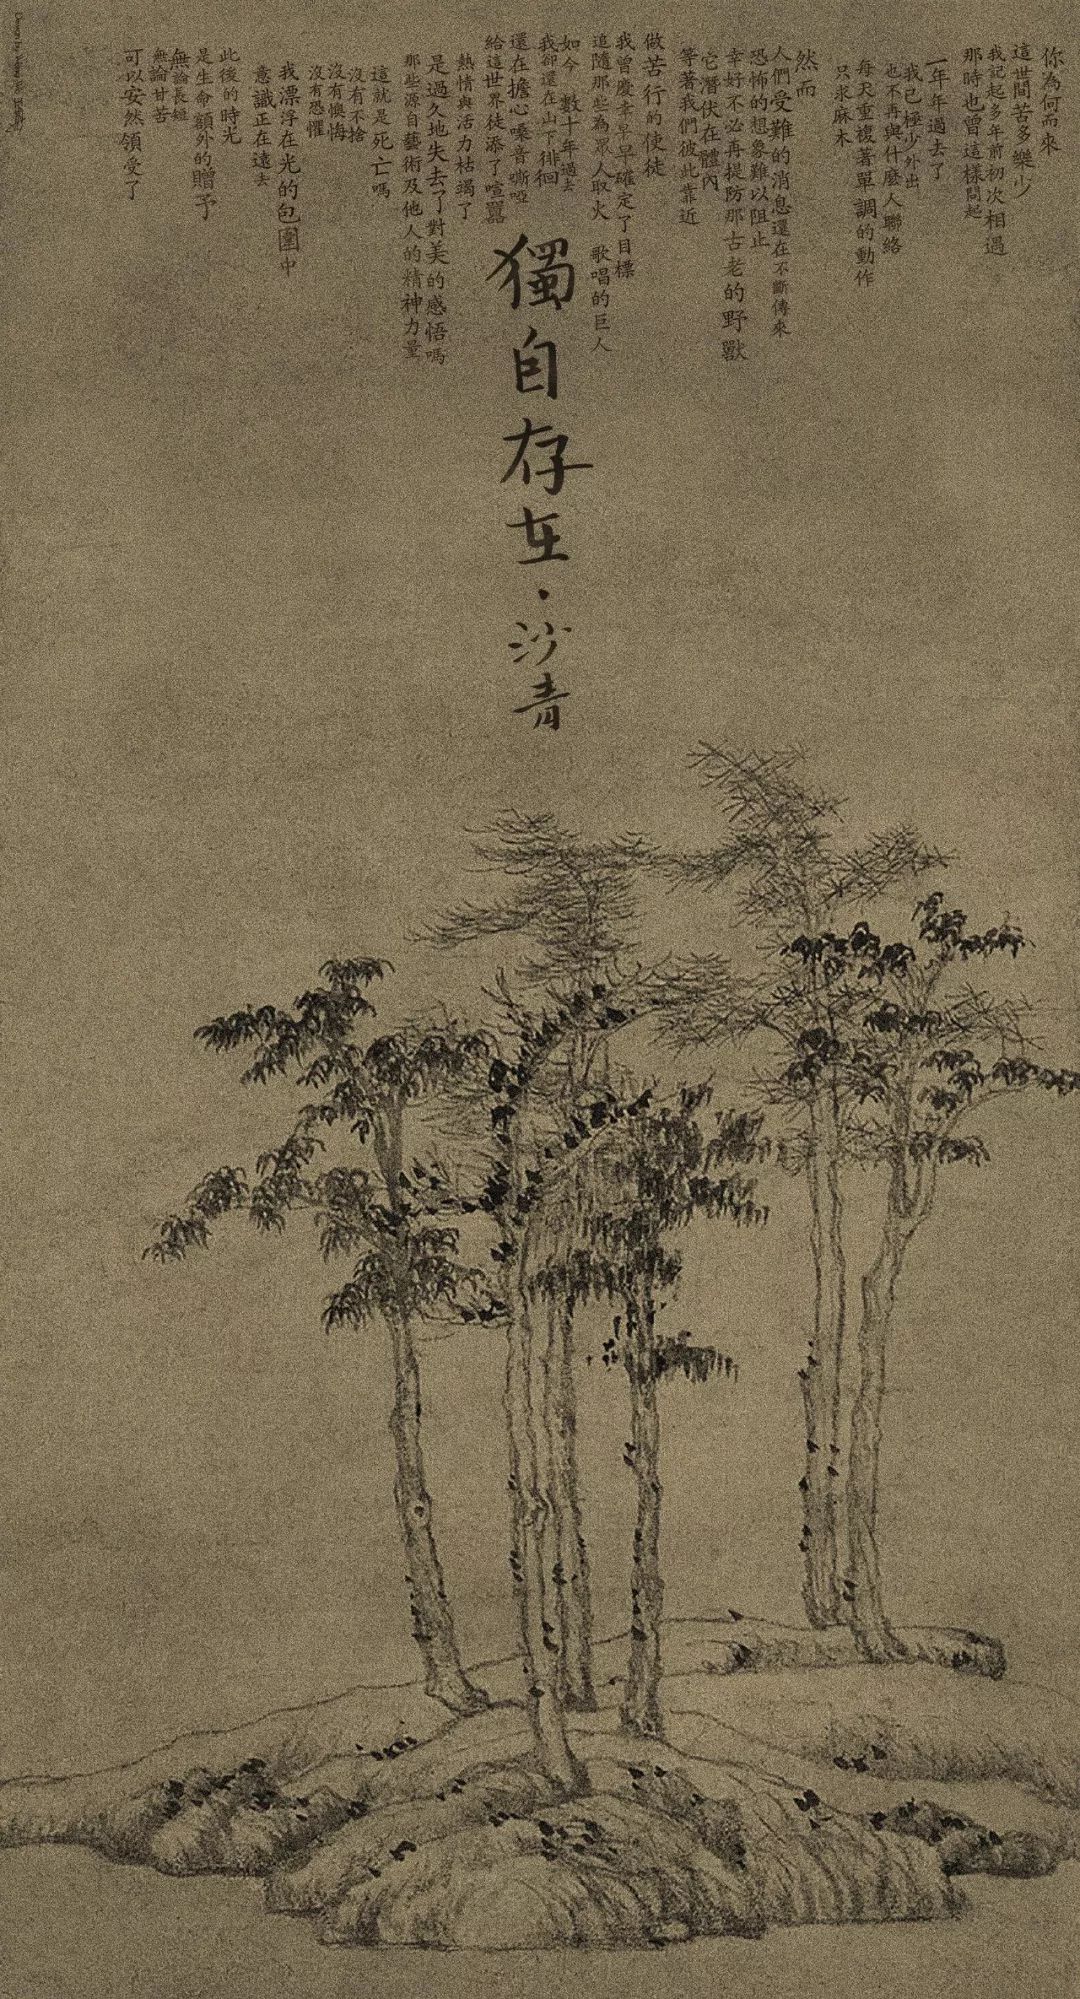 你為何而來
這世間苦多樂少
我記起多年前初次相遇
那時也曾這樣問起
一年年過去了
我已極少外出
也不再與什麼人聯絡
每天重複著單調的動作
只求麻木
然而
人們受難的消息還在不斷傳來
恐怖的想象難以阻止
幸好不必再提防那古老的野獸
它潛伏在體內
等著我們彼此靠近
做苦行的使徒
我曾慶幸早早確定了目標
追隨那些為眾人取火 歌唱的巨人
如今 數十年過去
我卻還在山下徘徊
還在擔心嗓音嘶啞
給這世界徒添了喧囂
熱情與活力枯竭了
是過久地失去了對美的感悟嗎
那些源自藝術及他人的精神力量
這就是死亡嗎
沒有不捨
沒有懊悔
沒有恐懼
我漂浮在光的包圍中
意識正在遠去
此後的時光
是生命額外的贈予
無論長短
無論甘苦
可以安然領受了
獨自存在·沙青